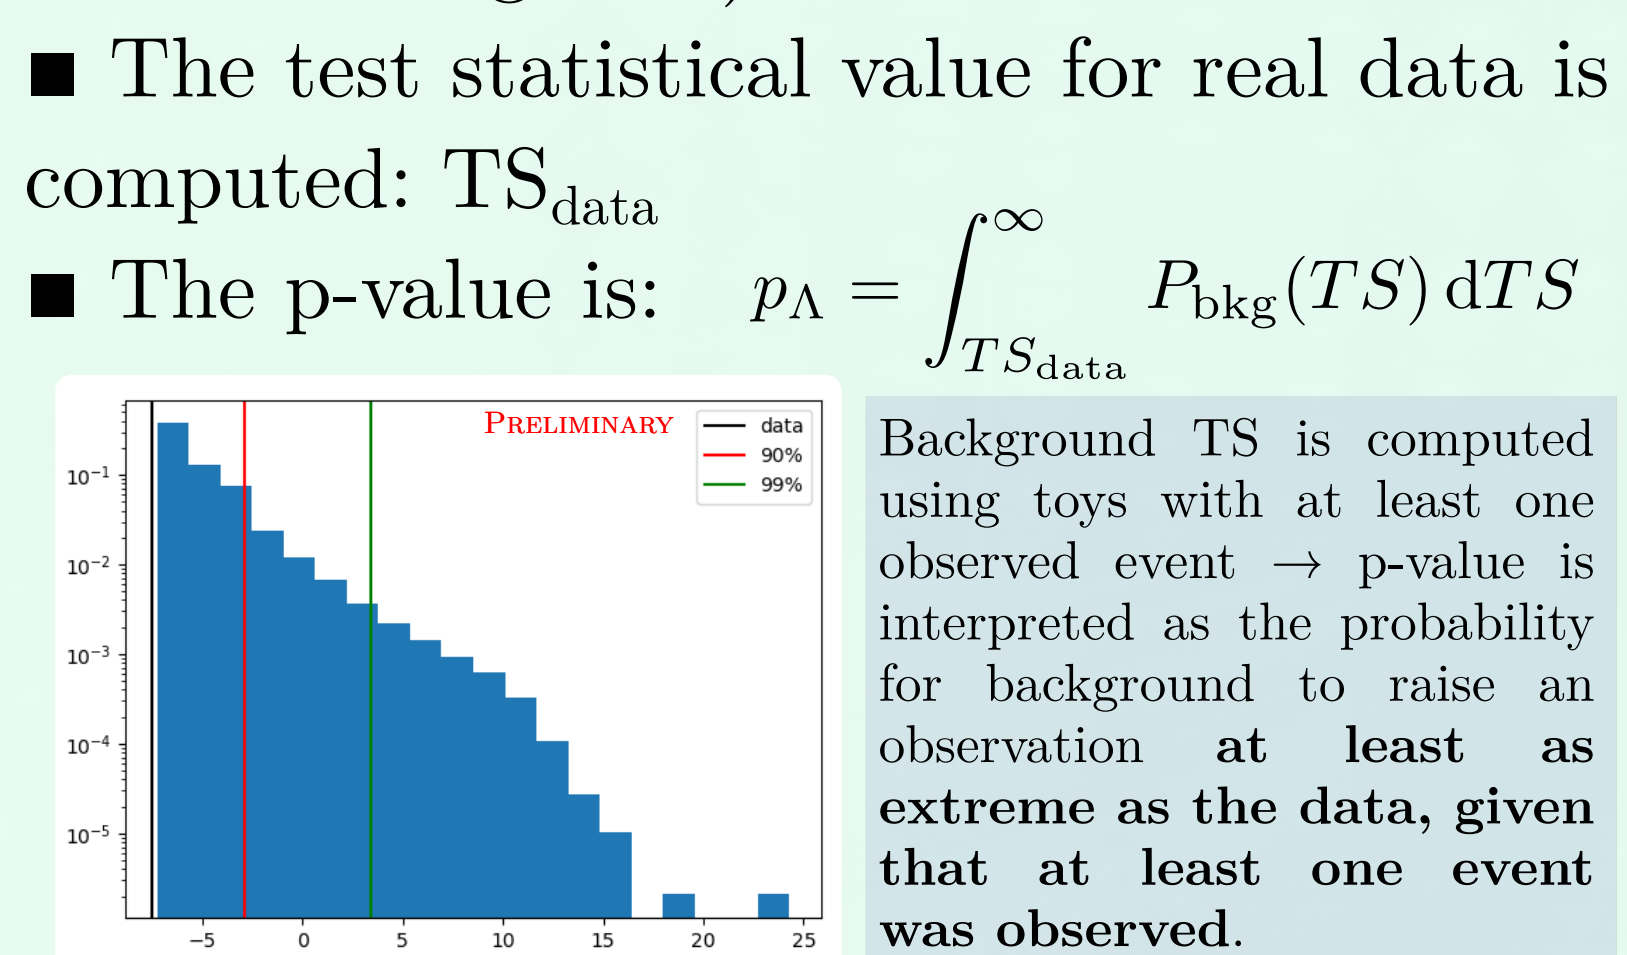 ■ The test statistical value for real data is
computed: TS_data
■ The p-value is: p_Λ = ∫_{TS_data}^∞ P_bkg(TS) dTS
PRELIMINARY
data
90%
99%
10⁻¹
10⁻²
10⁻³
10⁻⁴
10⁻⁵
−5 0 5 10 15 20 25
Background TS is computed
using toys with at least one
observed event → p-value is
interpreted as the probability
for background to raise an
observation at least as
extreme as the data, given
that at least one event
was observed.